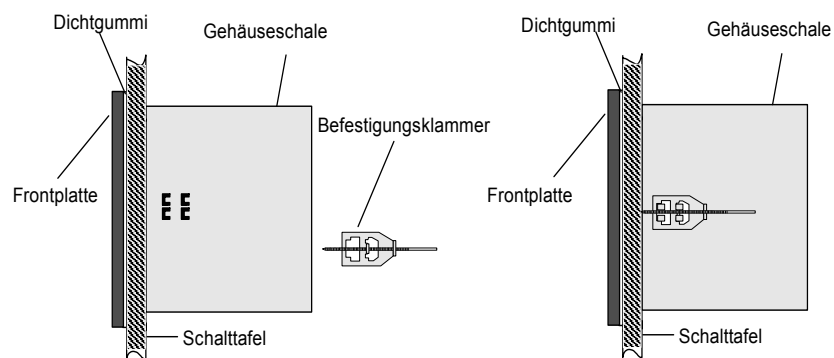 Dichtgummi
Gehäuseschale
Befestigungsklammer
Frontplatte
Schalttafel
Dichtgummi
Gehäuseschale
Frontplatte
Schalttafel